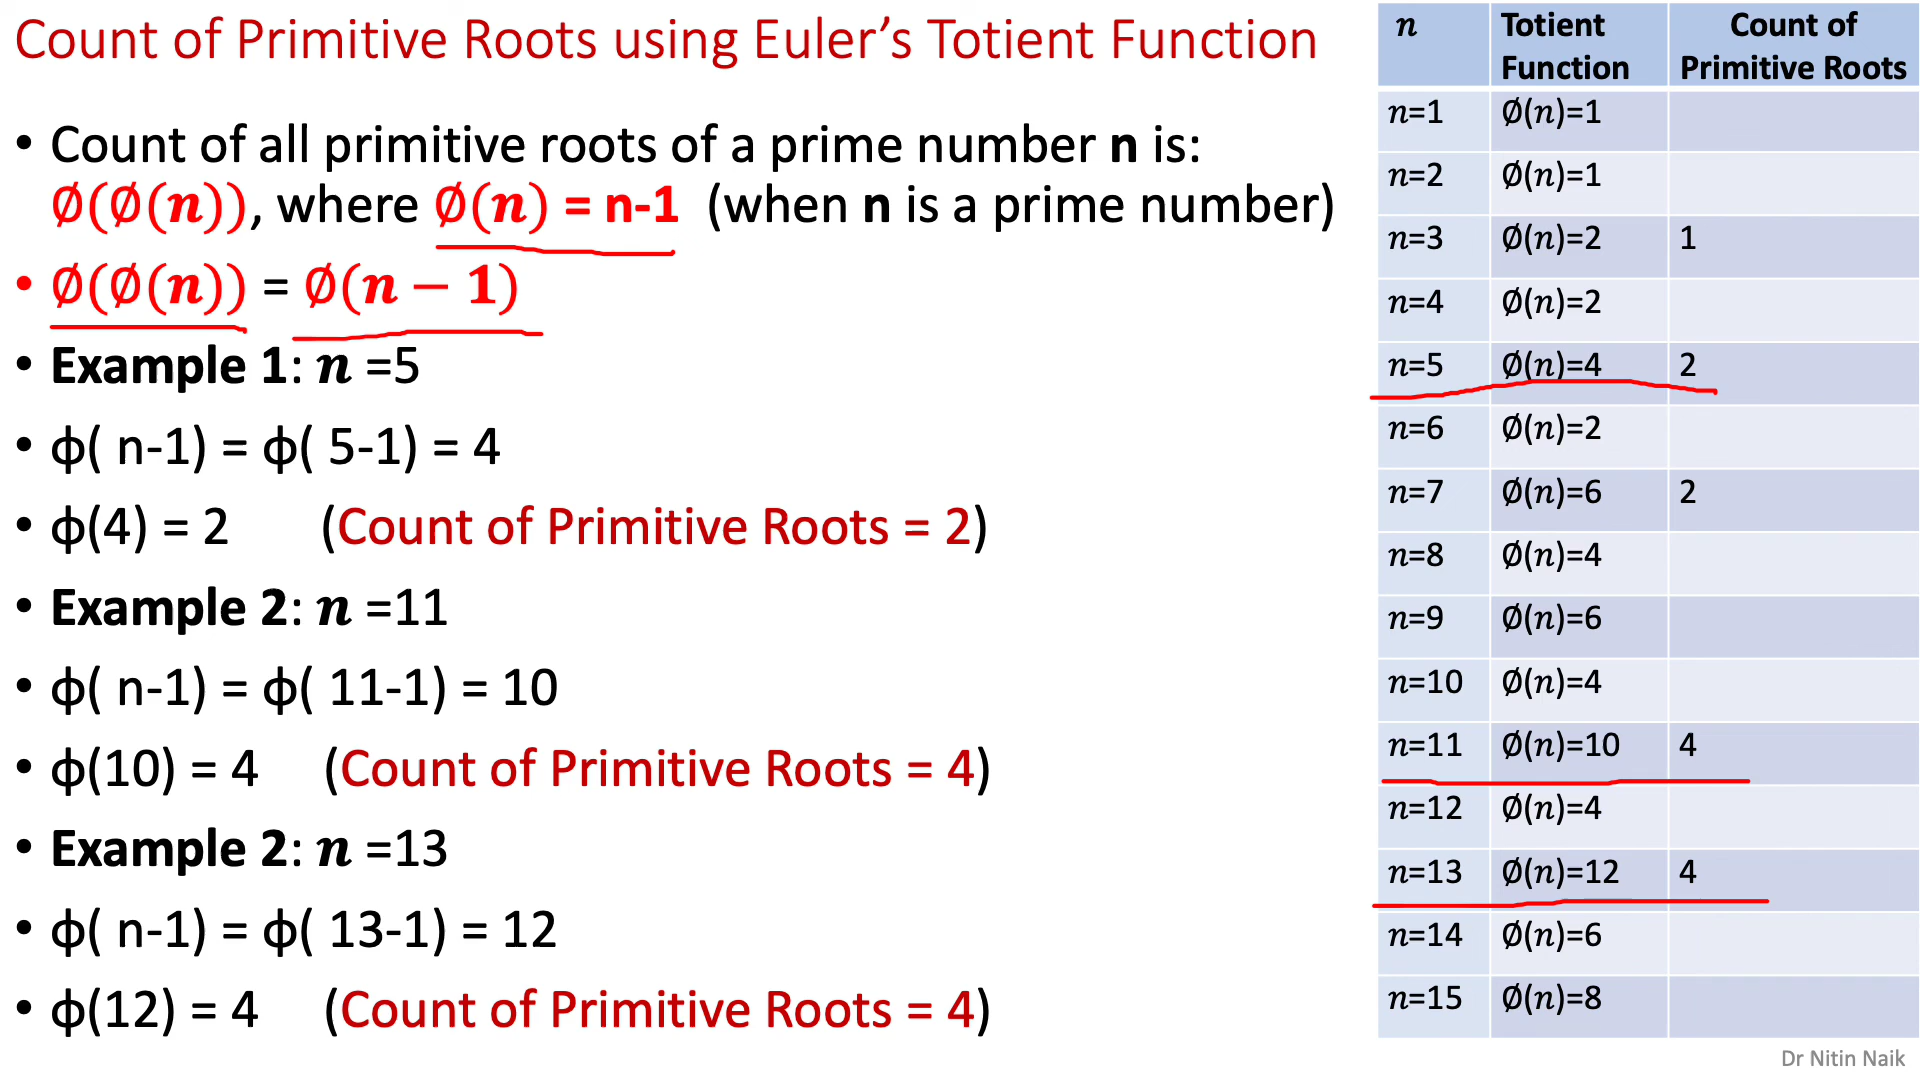 Count of Primitive Roots using Euler’s Totient Function
• Count of all primitive roots of a prime number n is:
∅(∅(n)), where ∅(n) = n-1 (when n is a prime number)
• ∅(∅(n)) = ∅(n − 1)
• Example 1: n =5
• ϕ( n-1) = ϕ( 5-1) = 4
• ϕ(4) = 2 (Count of Primitive Roots = 2)
• Example 2: n =11
• ϕ( n-1) = ϕ( 11-1) = 10
• ϕ(10) = 4 (Count of Primitive Roots = 4)
• Example 2: n =13
• ϕ( n-1) = ϕ( 13-1) = 12
• ϕ(12) = 4 (Count of Primitive Roots = 4)
n Totient Function Count of Primitive Roots
n=1 ∅(n)=1
n=2 ∅(n)=1
n=3 ∅(n)=2 1
n=4 ∅(n)=2
n=5 ∅(n)=4 2
n=6 ∅(n)=2
n=7 ∅(n)=6 2
n=8 ∅(n)=4
n=9 ∅(n)=6
n=10 ∅(n)=4
n=11 ∅(n)=10 4
n=12 ∅(n)=4
n=13 ∅(n)=12 4
n=14 ∅(n)=6
n=15 ∅(n)=8
Dr Nitin Naik